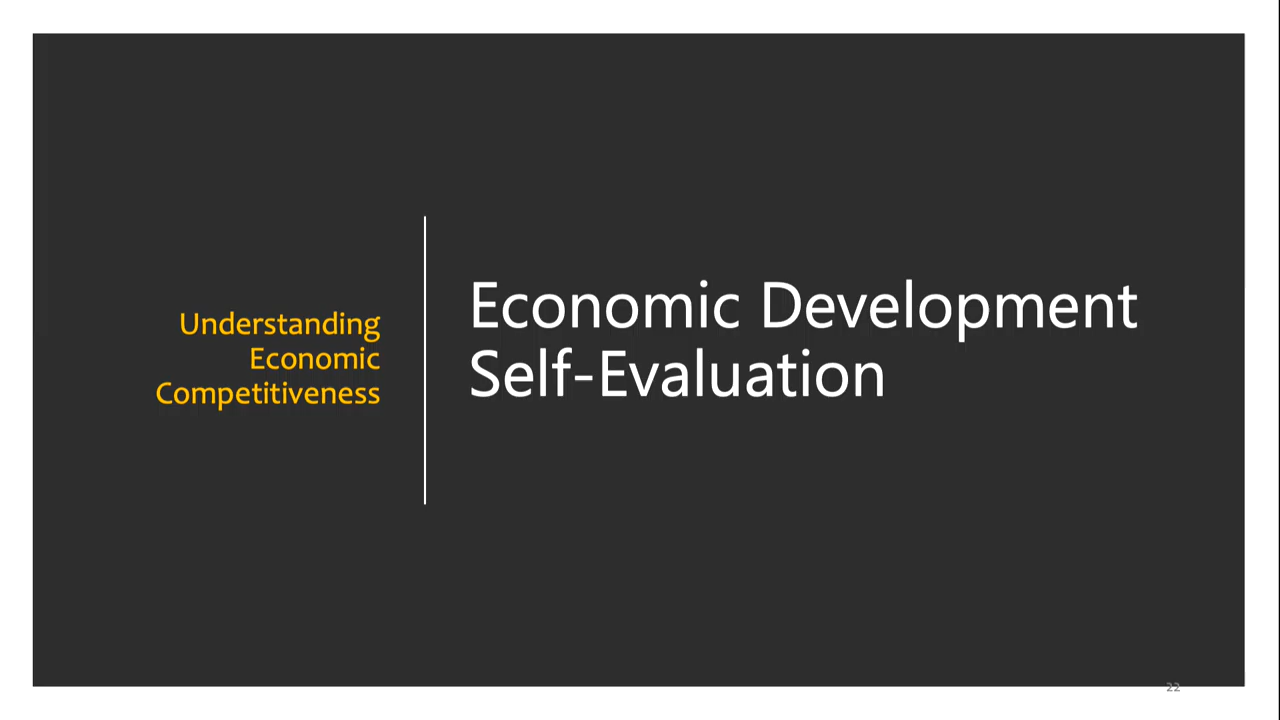 Understanding
Economic
Competitiveness
Economic Development
Self-Evaluation
22